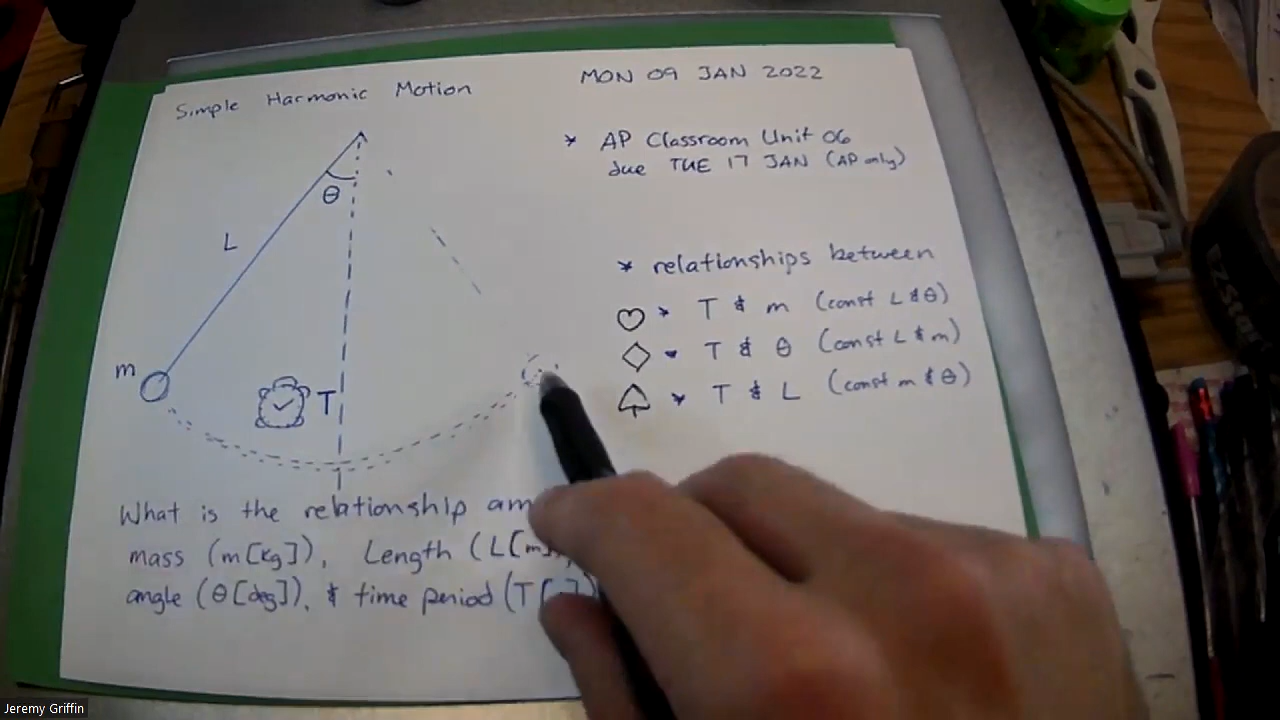 Simple Harmonic Motion
MON 09 JAN 2022
* AP Classroom Unit 06
due TUE 17 JAN (AP only)
θ
L
m
T
* relationships between
♡ * T & m (const L & θ)
◇ * T & θ (const L & m)
♤ * T & L (const m & θ)
What is the relationship
mass (m[kg]), Length (L[m]
angle (θ[deg]), & time period (T[
Jeremy Griffin